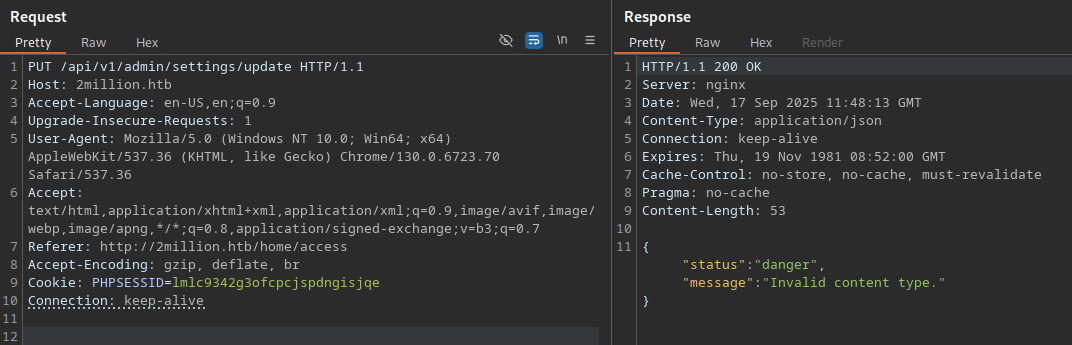 Request
Pretty Raw Hex
\n
1 PUT /api/v1/admin/settings/update HTTP/1.1
2 Host: 2million.htb
3 Accept-Language: en-US,en;q=0.9
4 Upgrade-Insecure-Requests: 1
5 User-Agent: Mozilla/5.0 (Windows NT 10.0; Win64; x64)
AppleWebKit/537.36 (KHTML, like Gecko) Chrome/130.0.6723.70
Safari/537.36
6 Accept:
text/html,application/xhtml+xml,application/xml;q=0.9,image/avif,image/
webp,image/apng,*/*;q=0.8,application/signed-exchange;v=b3;q=0.7
7 Referer: http://2million.htb/home/access
8 Accept-Encoding: gzip, deflate, br
9 Cookie: PHPSESSID=lmlc9342g3ofcpcjspdngisjqe
10 Connection: keep-alive
11
12
Response
Pretty Raw Hex Render
1 HTTP/1.1 200 OK
2 Server: nginx
3 Date: Wed, 17 Sep 2025 11:48:13 GMT
4 Content-Type: application/json
5 Connection: keep-alive
6 Expires: Thu, 19 Nov 1981 08:52:00 GMT
7 Cache-Control: no-store, no-cache, must-revalidate
8 Pragma: no-cache
9 Content-Length: 53
10
11 {
"status":"danger",
"message":"Invalid content type."
}